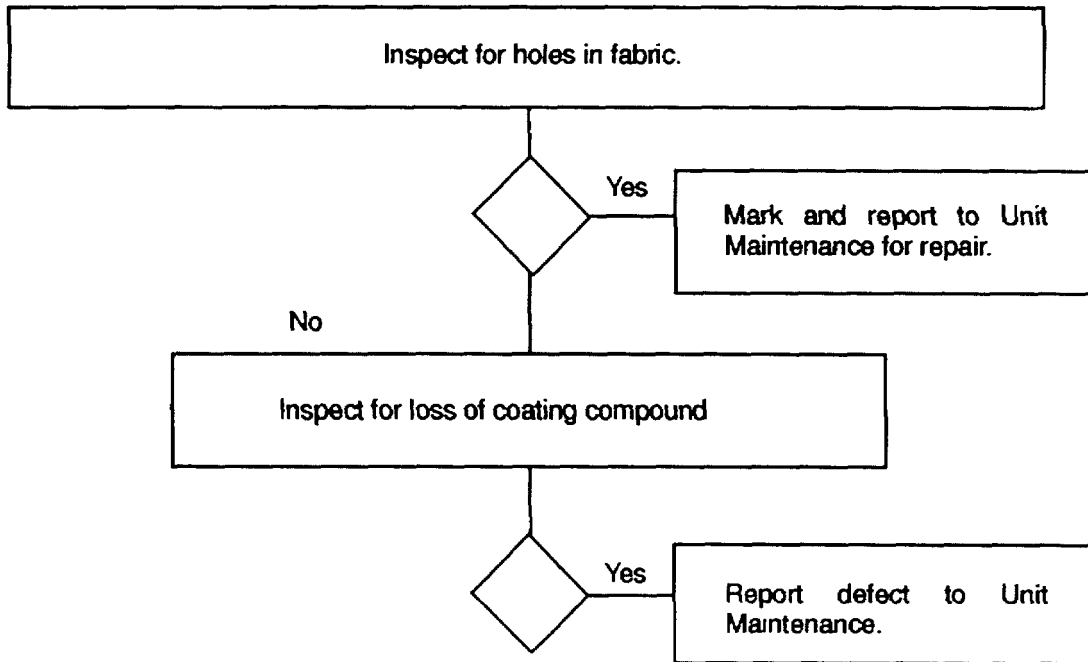 Inspect for holes in fabric.
Yes
Mark and report to Unit
Maintenance for repair.
No
Inspect for loss of coating compound
Yes
Report defect to Unit
Maintenance.